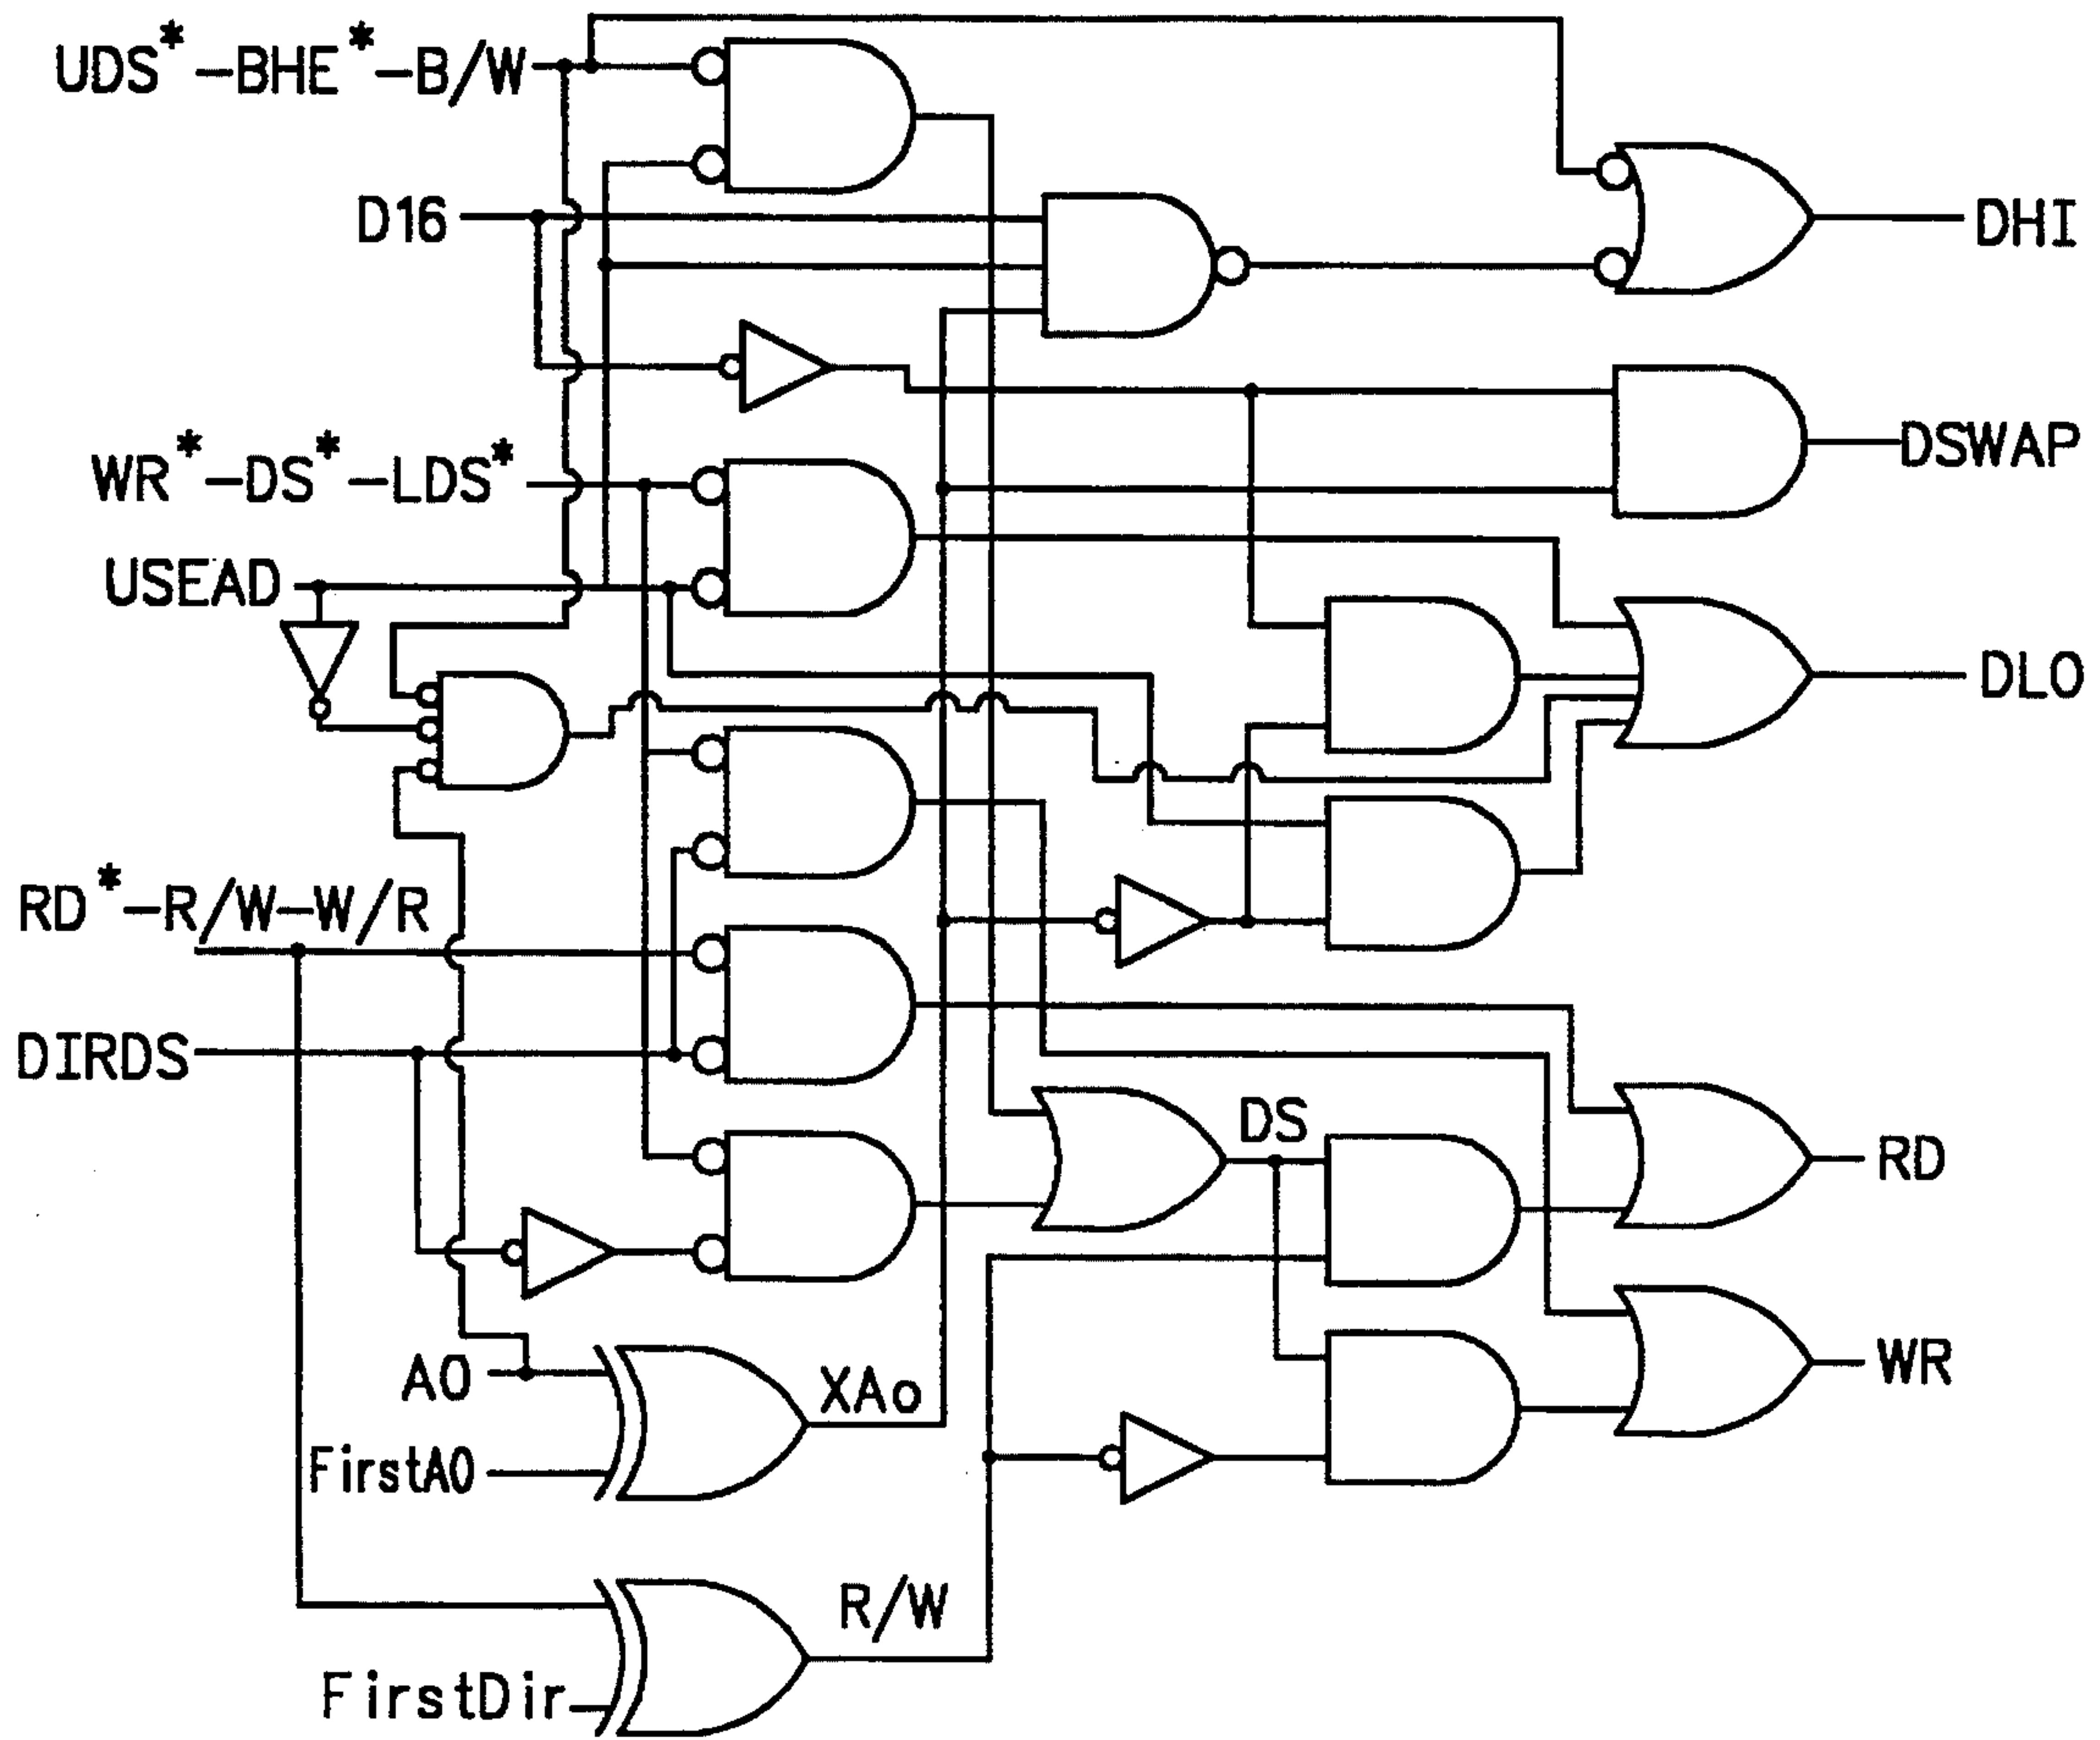 UDS*-BHE*-B/W
D16
DHI
DSWAP
WR*-DS*-LDS*
USEAD
DLO
RD*-R/W-W/R
DIRDS
DS
RD
A0
XAo
WR
FirstA0
R/W
FirstDir